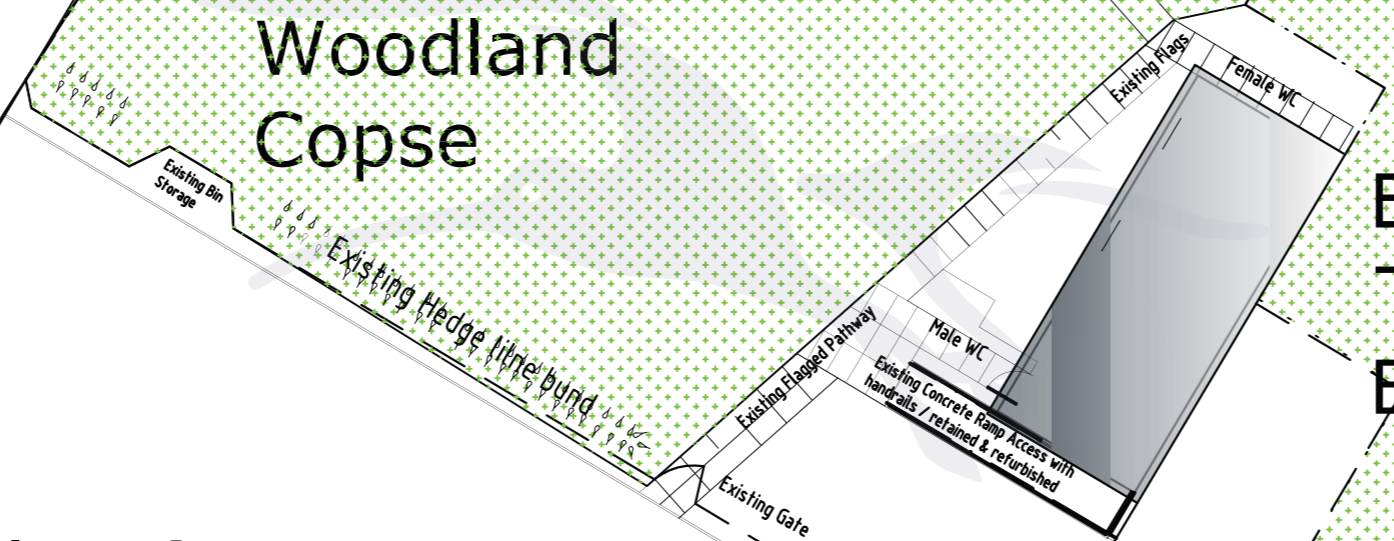 Woodland
Copse
Existing Flags
Female WC
Existing Bin
Storage
Existing Hedge lilne bund
Existing Flagged Pathway
Male WC
Existing Concrete Ramp Access with
handrails / retained & refurbished
Existing Gate